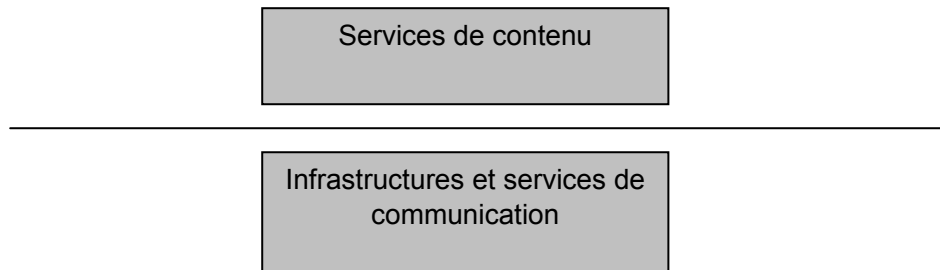 Services de contenu
Infrastructures et services de
communication